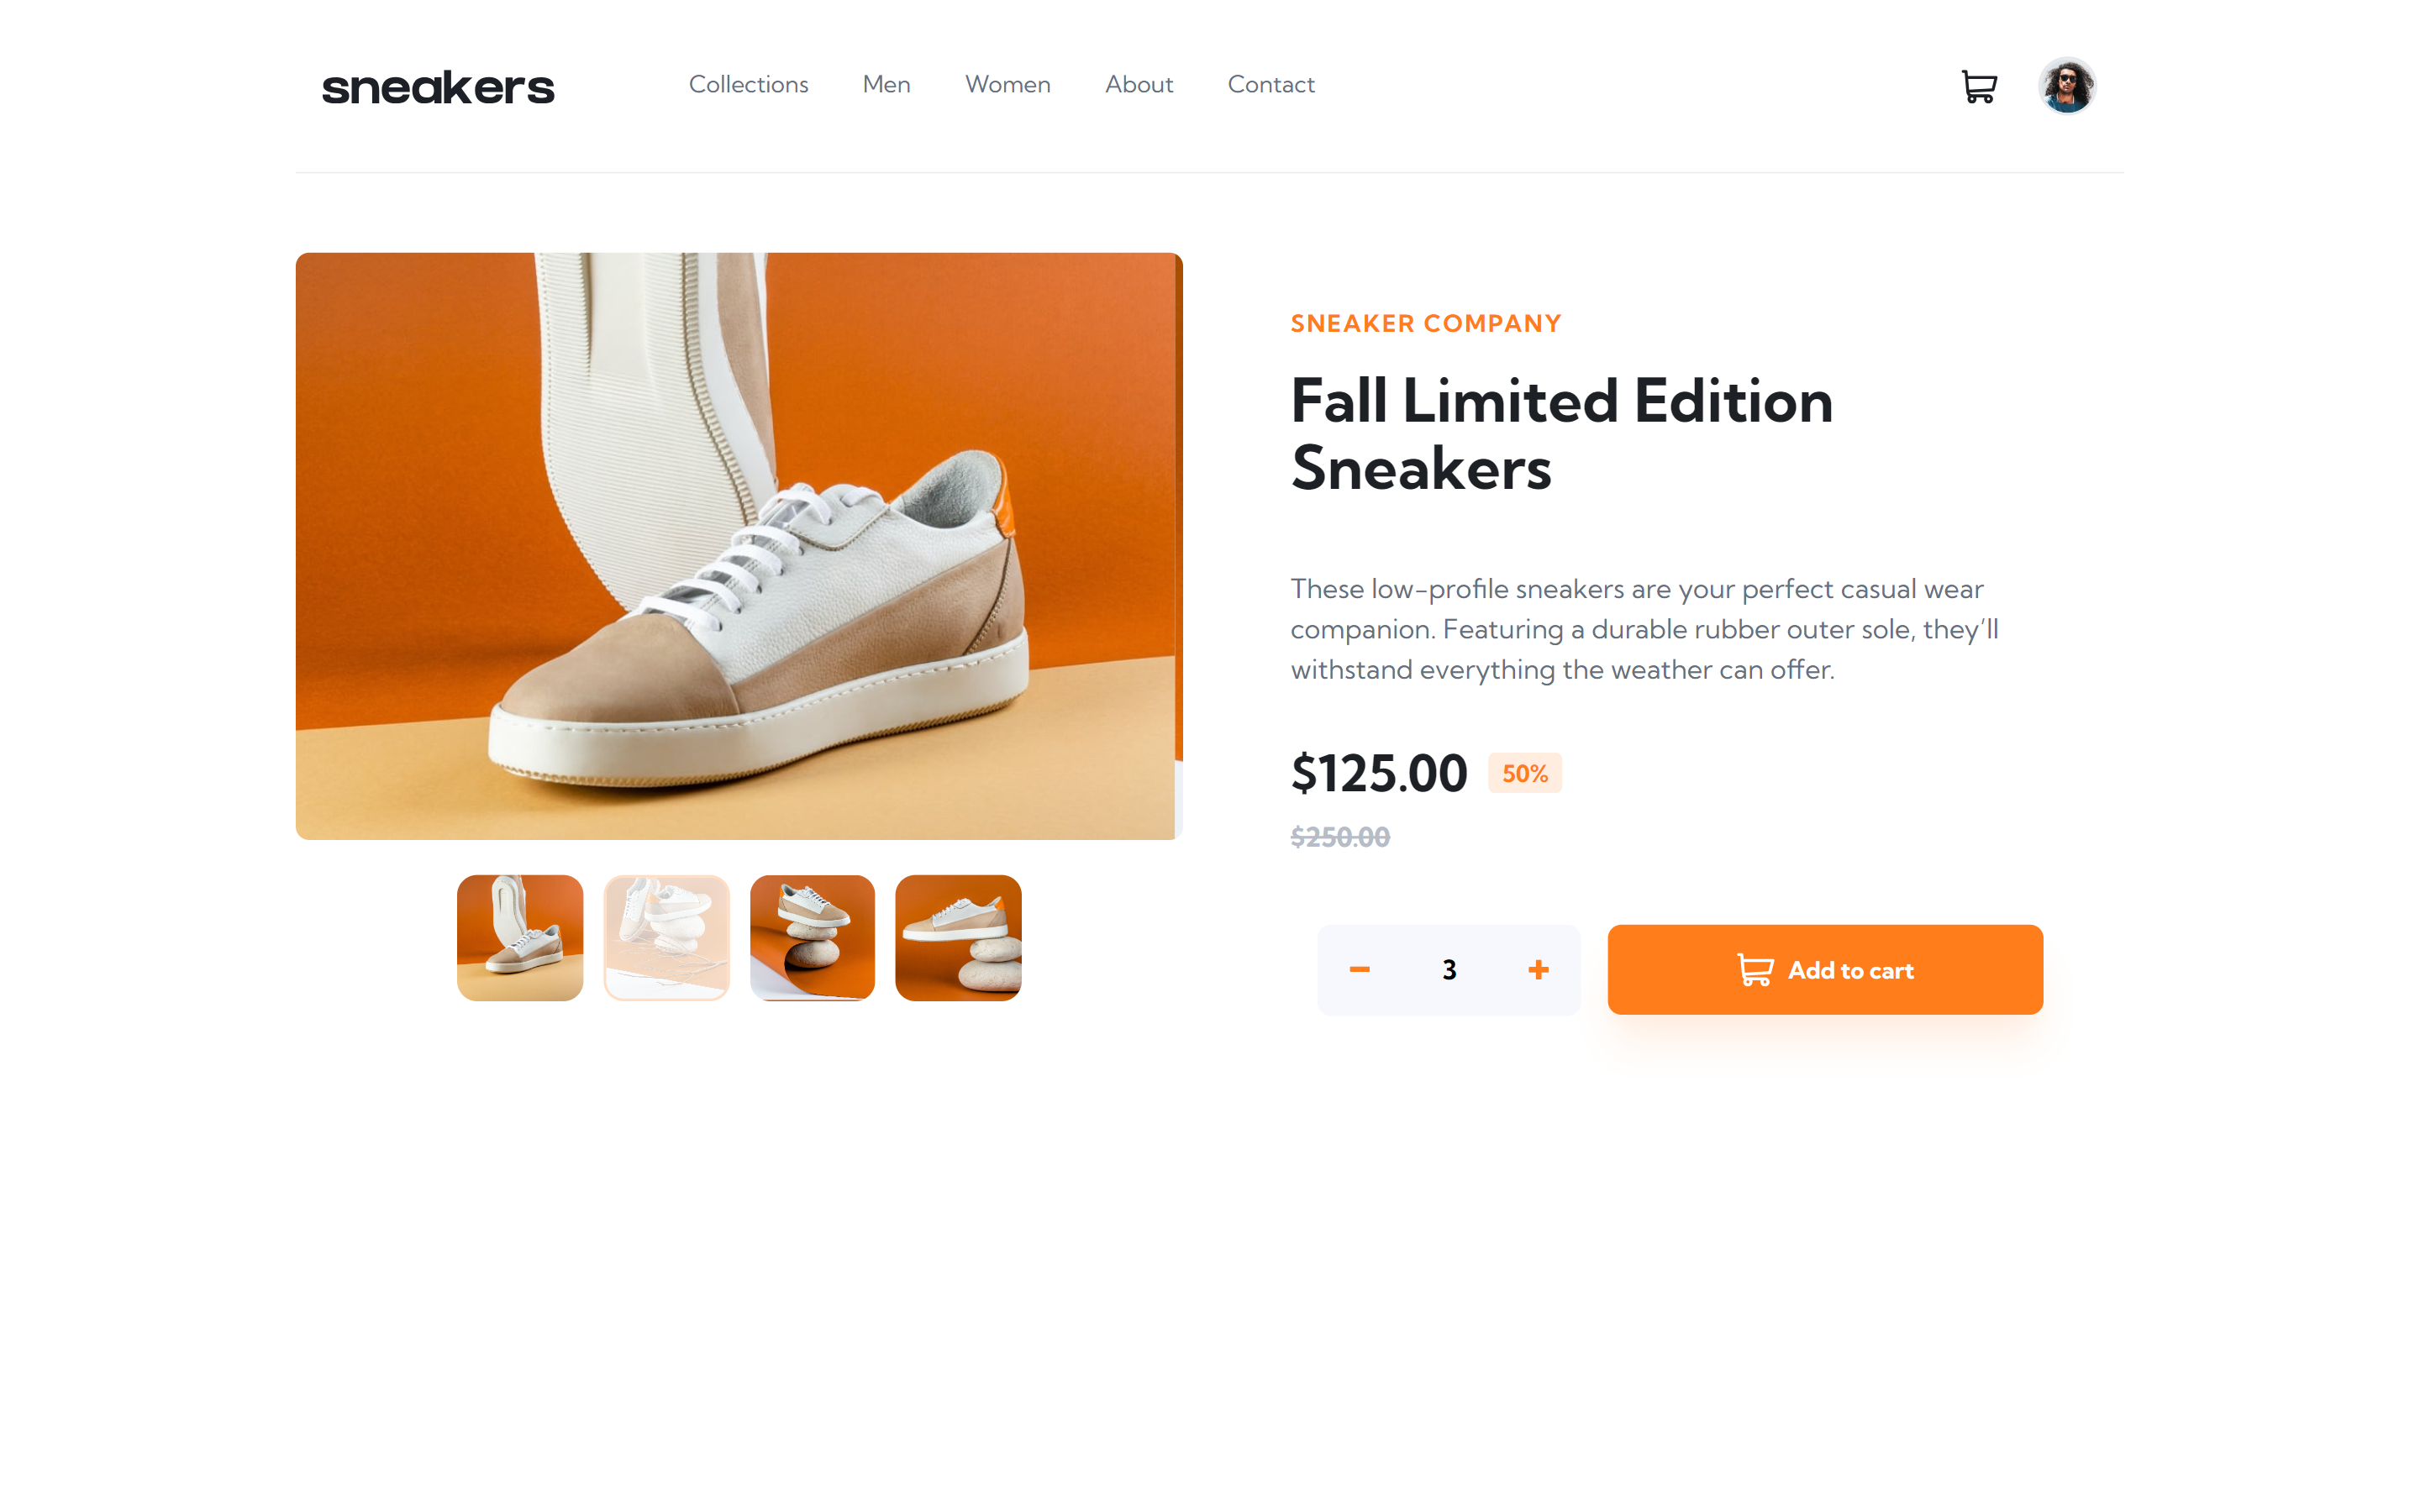 sneakers
Collections Men Women About Contact
SNEAKER COMPANY
Fall Limited Edition
Sneakers
These low-profile sneakers are your perfect casual wear
companion. Featuring a durable rubber outer sole, they’ll
withstand everything the weather can offer.
$125.00 50%
$250.00
3
Add to cart